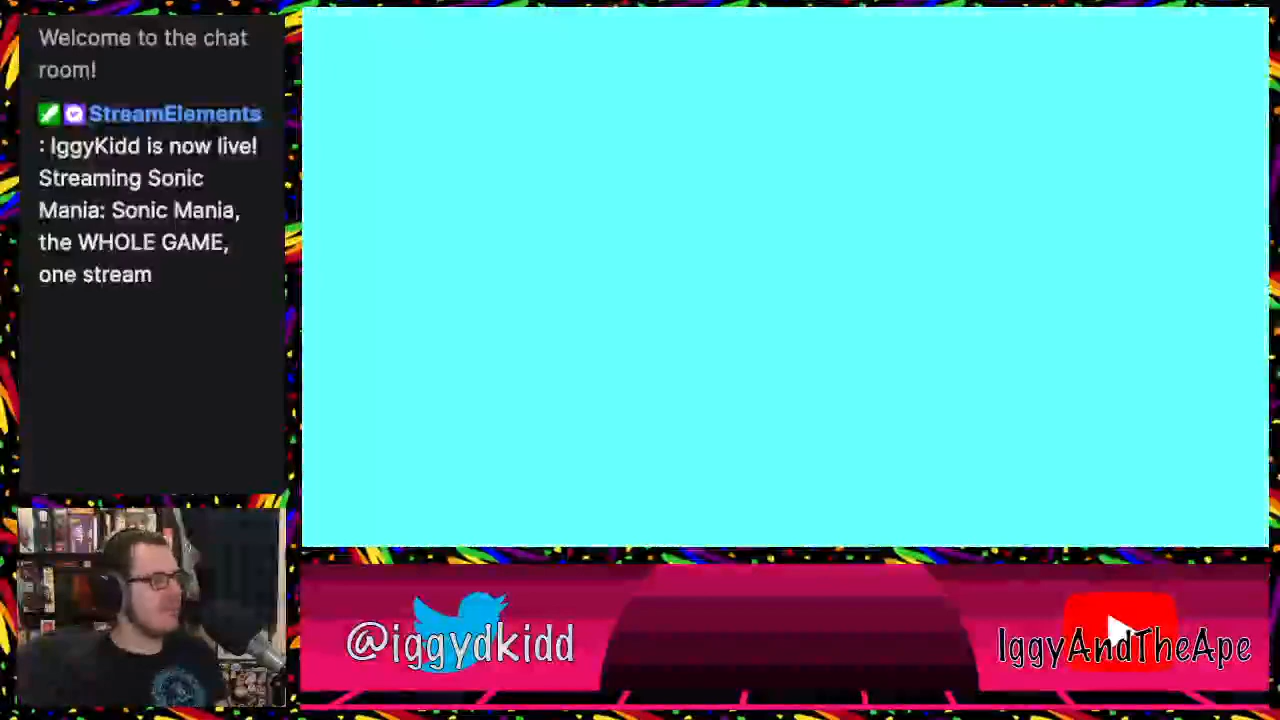 Welcome to the chat
room!
StreamElements
: IggyKidd is now live!
Streaming Sonic
Mania: Sonic Mania,
the WHOLE GAME,
one stream
@iggydkidd
IggyAndTheApe